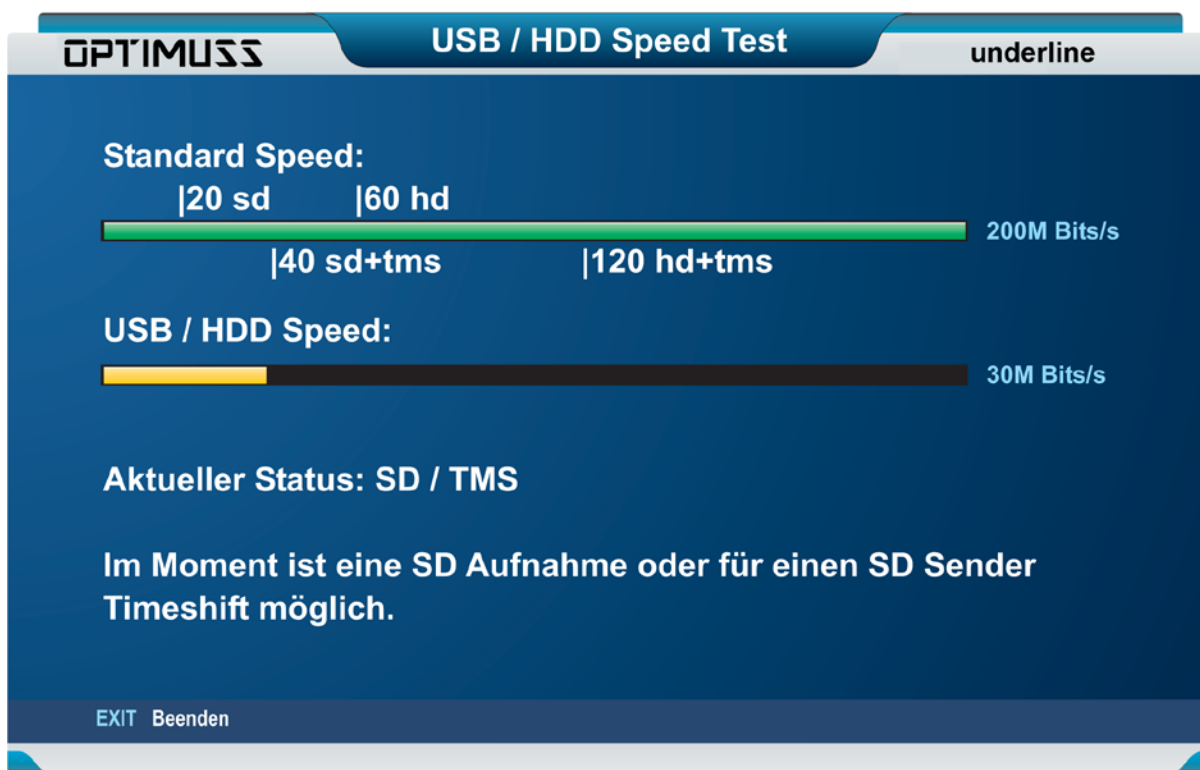 OPTIMUSS
USB / HDD Speed Test
underline
Standard Speed:
|20 sd |60 hd
200M Bits/s
|40 sd+tms |120 hd+tms
USB / HDD Speed:
30M Bits/s
Aktueller Status: SD / TMS
Im Moment ist eine SD Aufnahme oder für einen SD Sender
Timeshift möglich.
EXIT Beenden